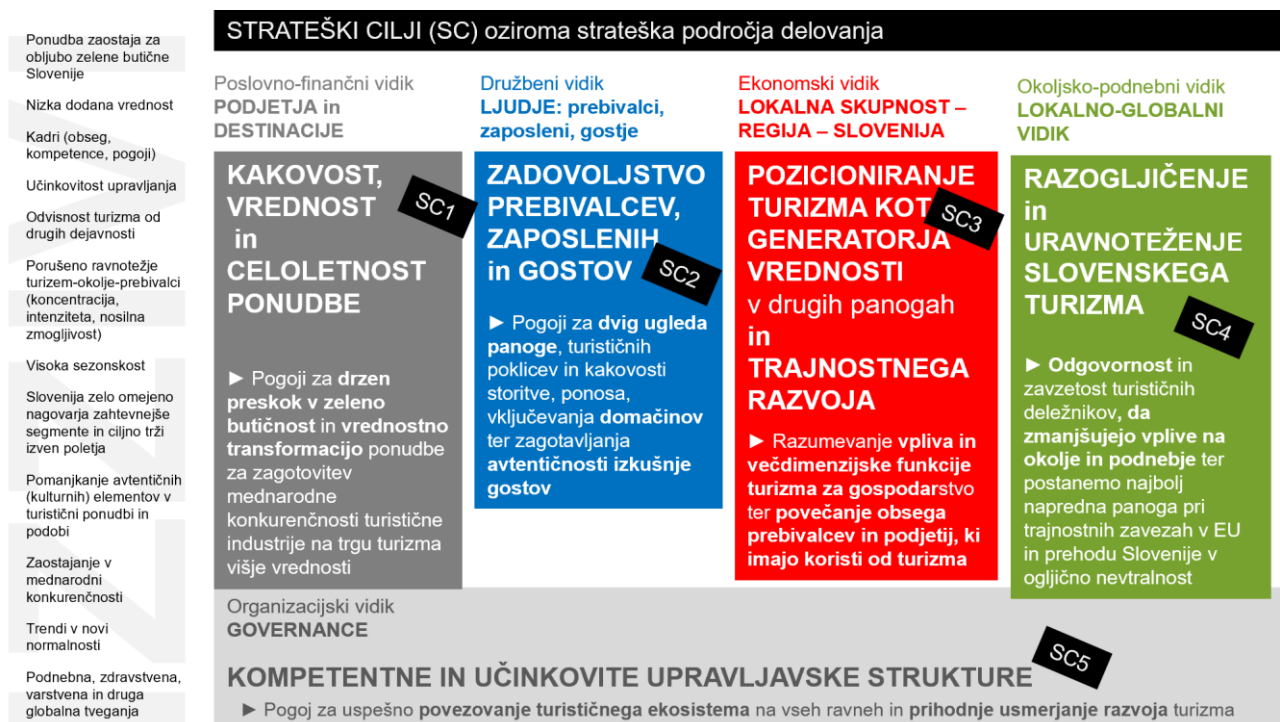 Ponudba zaostaja za
obljubo zelene butične
Slovenije
Nizka dodana vrednost
Kadri (obseg,
kompetence, pogoji)
Učinkovitost upravljanja
Odvisnost turizma od
drugih dejavnosti
Porušeno ravnotežje
turizem-okolje-prebivalci
(koncentracija,
intenziteta, nosilna
zmogljivost)
Visoka sezonskost
Slovenija zelo omejeno
nagovarja zahtevnejše
segmente in ciljno trži
izven poletja
Pomanjkanje avtentičnih
(kulturnih) elementov v
turistični ponudbi in
podobi
Zaostajanje v
mednarodni
konkurenčnosti
Trendi v novi
normalnosti
Podnebna, zdravstvena,
varstvena in druga
globalna tveganja
STRATEŠKI CILJI (SC) oziroma strateška področja delovanja
Poslovno-finančni vidik
PODJETJA in
DESTINACIJE
KAKOVOST,
VREDNOST
in
CELOLETNOST
PONUDBE
SC1
► Pogoji za drzen
preskok v zeleno
butičnost in vrednostno
transformacijo ponudbe
za zagotovitev
mednarodne
konkurenčnosti turistične
industrije na trgu turizma
višje vrednosti
Družbeni vidik
LJUDJE: prebivalci,
zaposleni, gostje
ZADOVOLJSTVO
PREBIVALCEV,
ZAPOSLENIH
in GOSTOV
SC2
► Pogoji za dvig ugleda
panoge, turističnih
poklicev in kakovosti
storitve, ponosa,
vključevanja domačinov
ter zagotavljanja
avtentičnosti izkušnje
gostov
Ekonomski vidik
LOKALNA SKUPNOST –
REGIJA – SLOVENIJA
POZICIONIRANJE
TURIZMA KOT
GENERATORJA
VREDNOSTI
v drugih panogah
in
TRAJNOSTNEGA
RAZVOJA
SC3
► Razumevanje vpliva in
večdimenzijske funkcije
turizma za gospodarstvo
ter povečanje obsega
prebivalcev in podjetij, ki
imajo koristi od turizma
Okoljsko-podnebni vidik
LOKALNO-GLOBALNI
VIDIK
RAZOGLJIČENJE
in
URAVNOTEŽENJE
SLOVENSKEGA
TURIZMA
SC4
► Odgovornost in
zavzetost turističnih
deležnikov, da
zmanjšujejo vplive na
okolje in podnebje ter
postanemo najbolj
napredna panoga pri
trajnostnih zavezah v EU
in prehodu Slovenije v
ogljično nevtralnost
Organizacijski vidik
GOVERNANCE
KOMPETENTNE IN UČINKOVITE UPRAVLJAVSKE STRUKTURE
SC5
► Pogoj za uspešno povezovanje turističnega ekosistema na vseh ravneh in prihodnje usmerjanje razvoja turizma